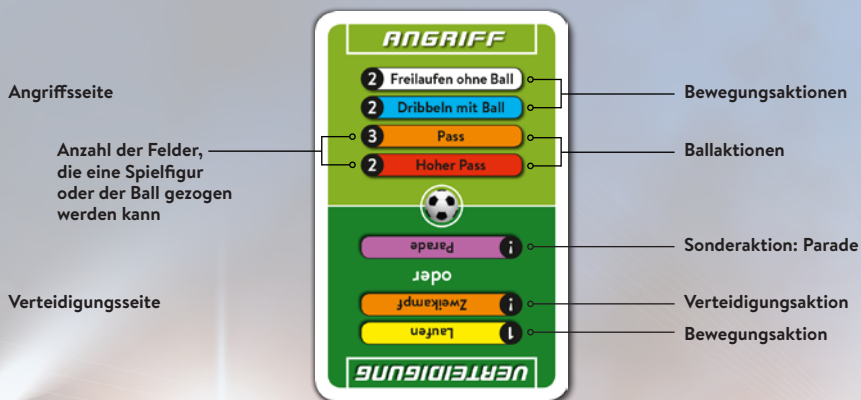 ANGRIFF
2 Freilaufen ohne Ball
2 Dribbeln mit Ball
3 Pass
2 Hoher Pass
Angriffsseite
Anzahl der Felder,
die eine Spielfigur
oder der Ball gezogen
werden kann
Bewegungsaktionen
Ballaktionen
Parade !
oder
Zweikampf !
Laufen 1
VERTEIDIGUNG
Sonderaktion: Parade
Verteidigungsseite
Verteidigungsaktion
Bewegungsaktion